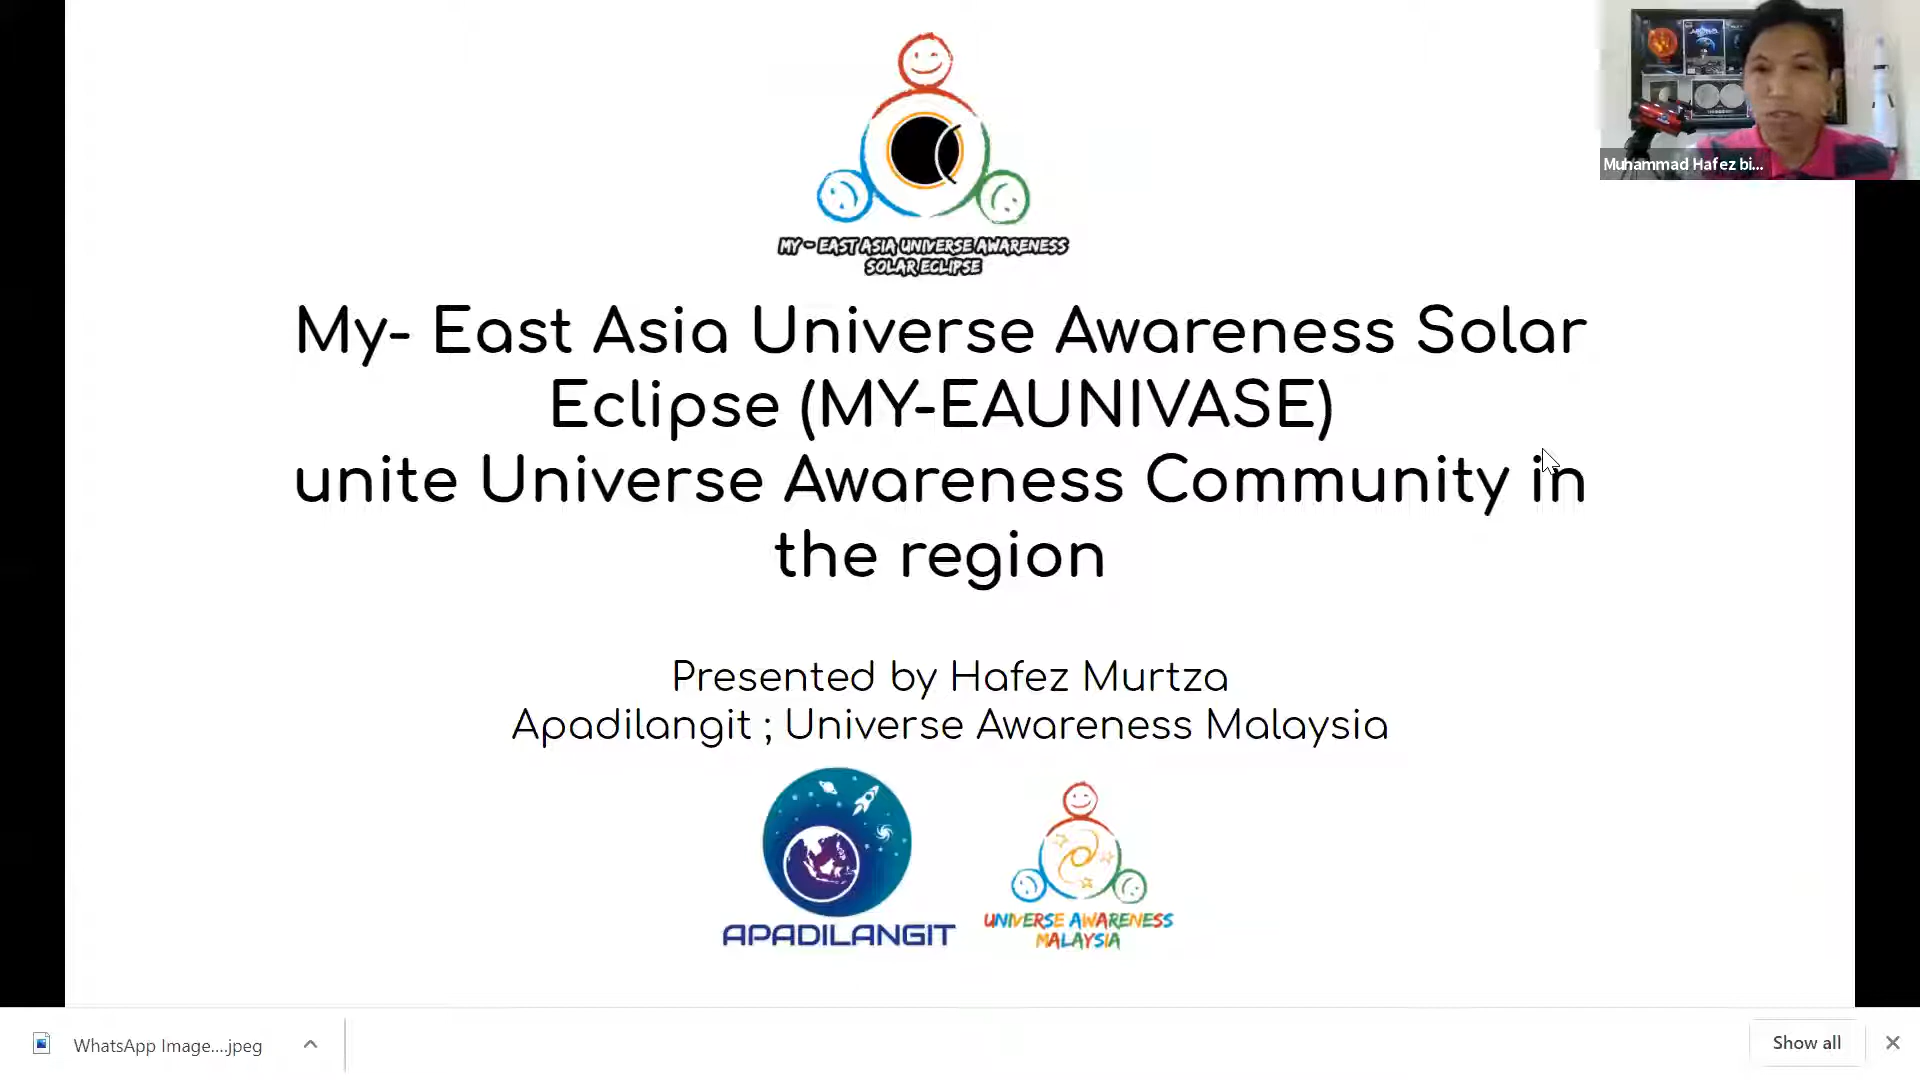 MY - EAST ASIA UNIVERSE AWARENESS
SOLAR ECLIPSE
My- East Asia Universe Awareness Solar
Eclipse (MY-EAUNIVASE)
unite Universe Awareness Community in
the region
Presented by Hafez Murtza
Apadilangit ; Universe Awareness Malaysia
APADILANGIT
UNIVERSE AWARENESS
MALAYSIA
Muhammad Hafez bi...
WhatsApp Image....jpeg
Show all